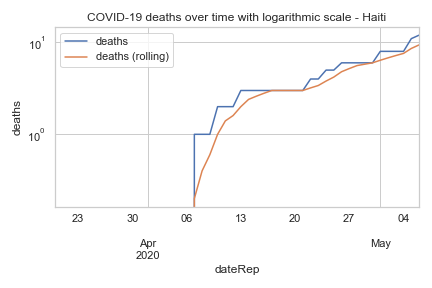 COVID-19 deaths over time with logarithmic scale - Haiti
deaths
deaths (rolling)
10¹
10⁰
deaths
23 30 06 13 20 27 04
Apr May
2020
dateRep